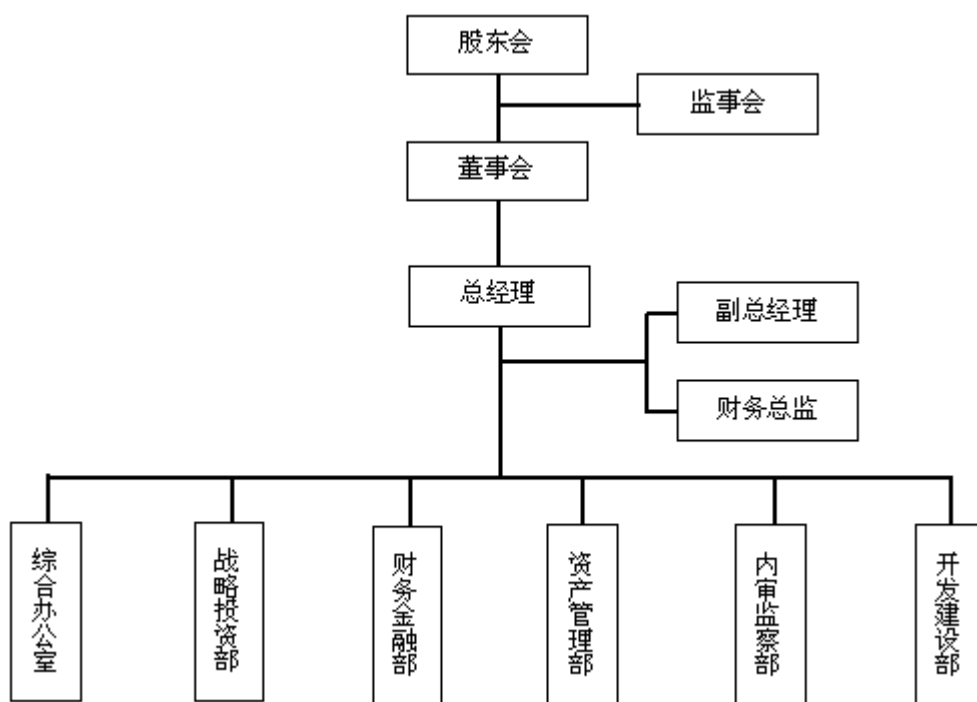 股东会
监事会
董事会
总经理
副总经理
财务总监
综合办公室
战略投资部
财务金融部
资产管理部
内审监察部
开发建设部